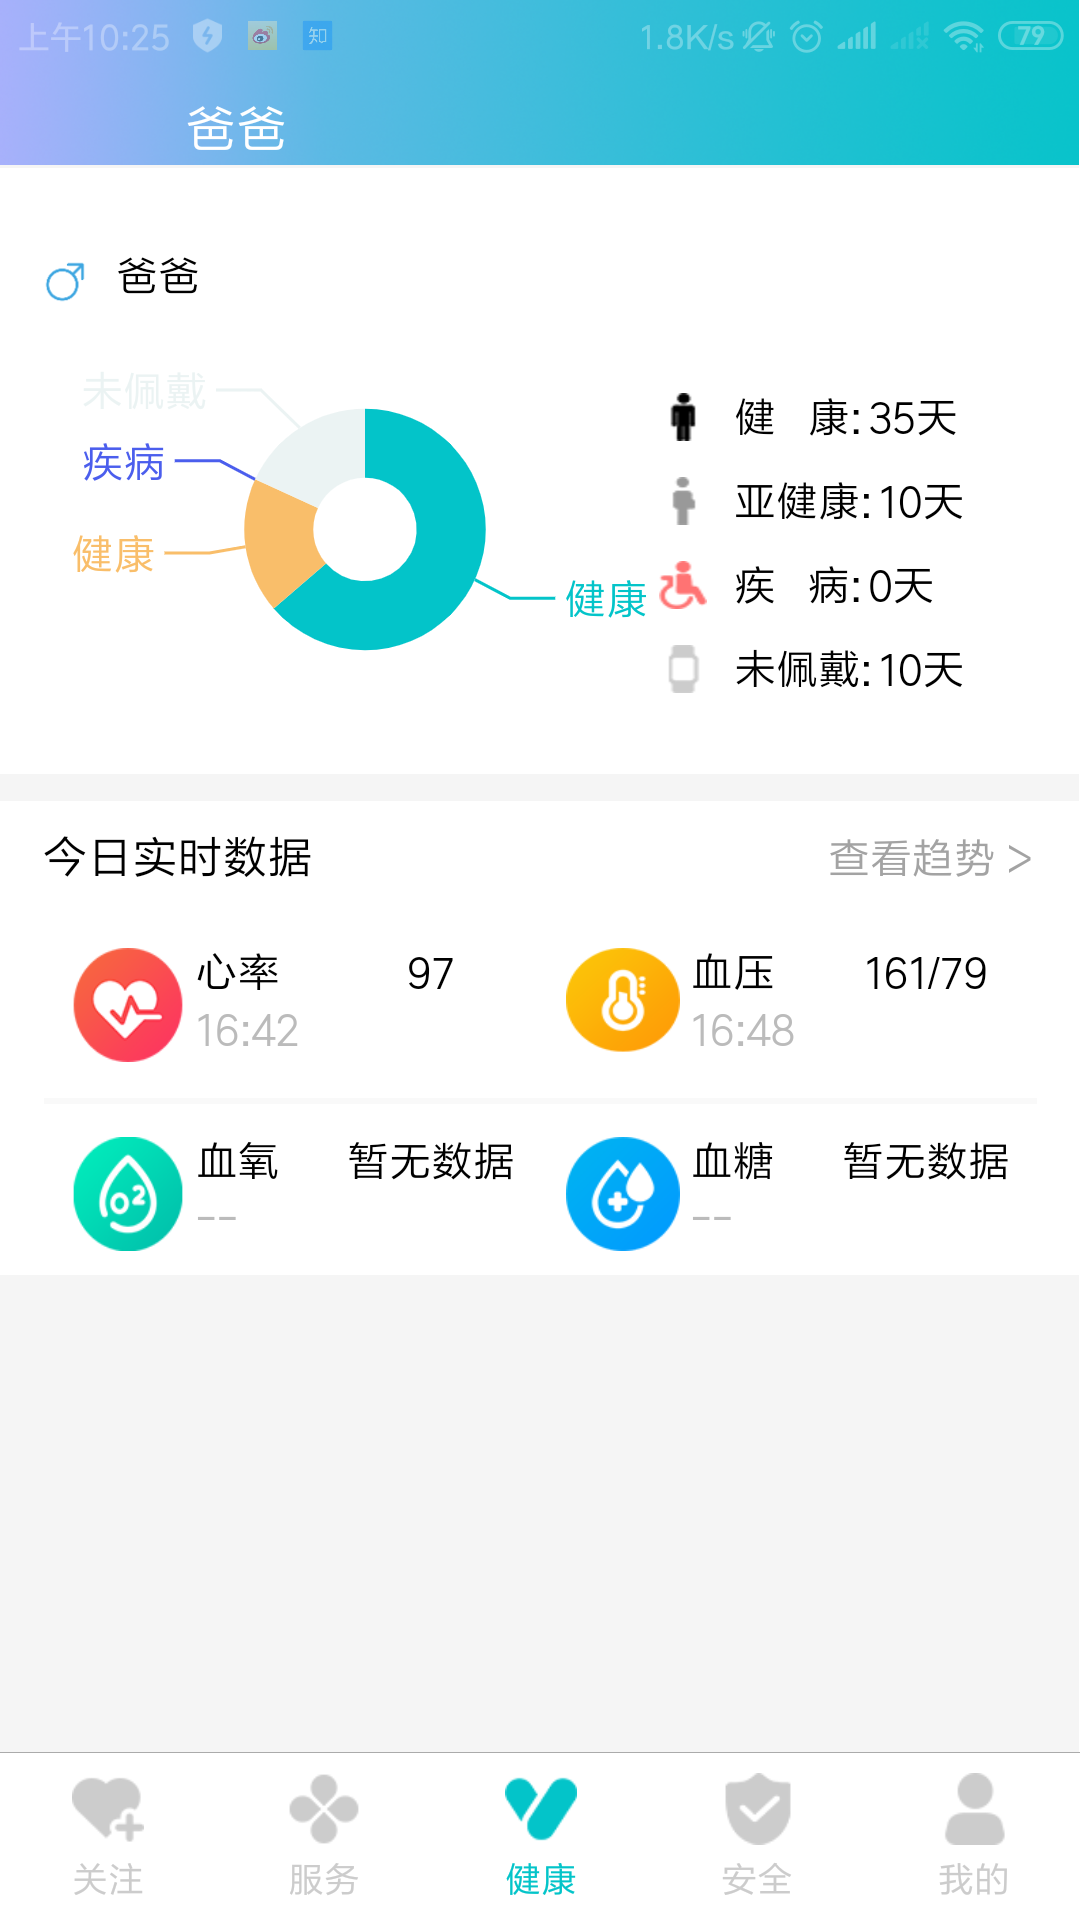 上午10:25 知 1.8K/s 79
爸爸
爸爸
未佩戴
疾病
健康
健康
健 康:35天
亚健康:10天
疾 病:0天
未佩戴:10天
今日实时数据 查看趋势 >
心率 97 血压 161/79
16:42 16:48
血氧 暂无数据 血糖 暂无数据
-- --
O2
关注 服务 健康 安全 我的